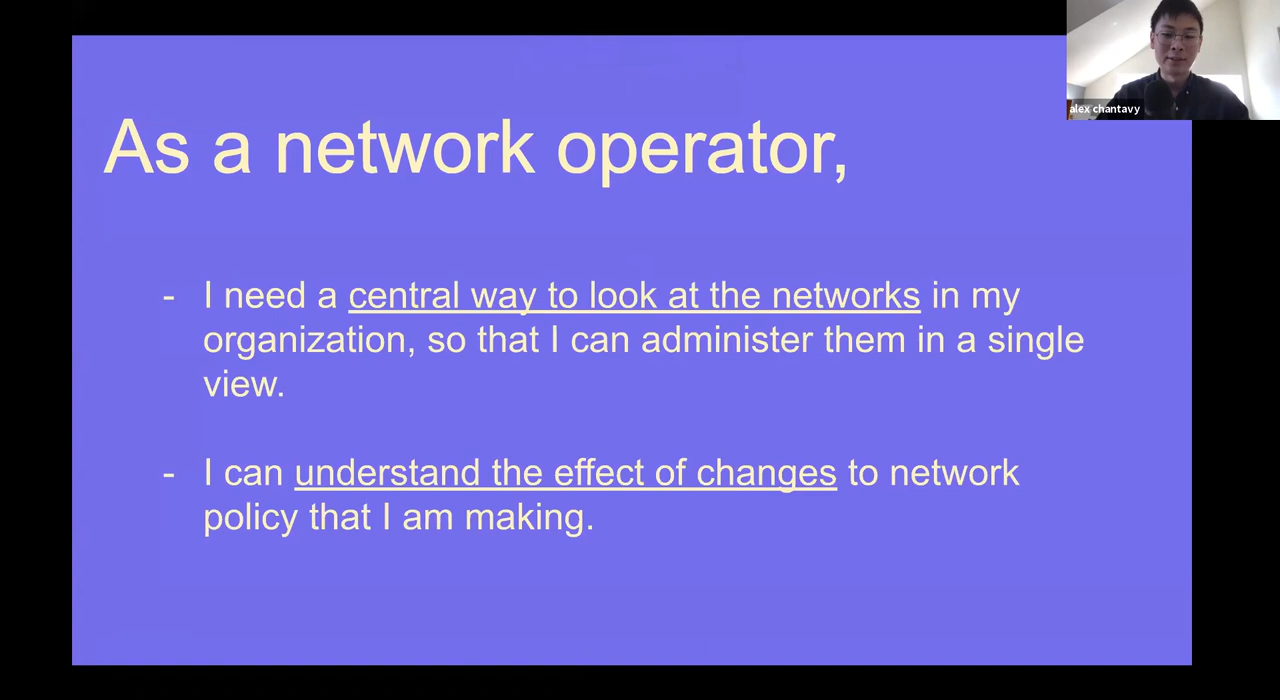 alex chantavy
As a network operator,
- I need a central way to look at the networks in my
organization, so that I can administer them in a single
view.
- I can understand the effect of changes to network
policy that I am making.